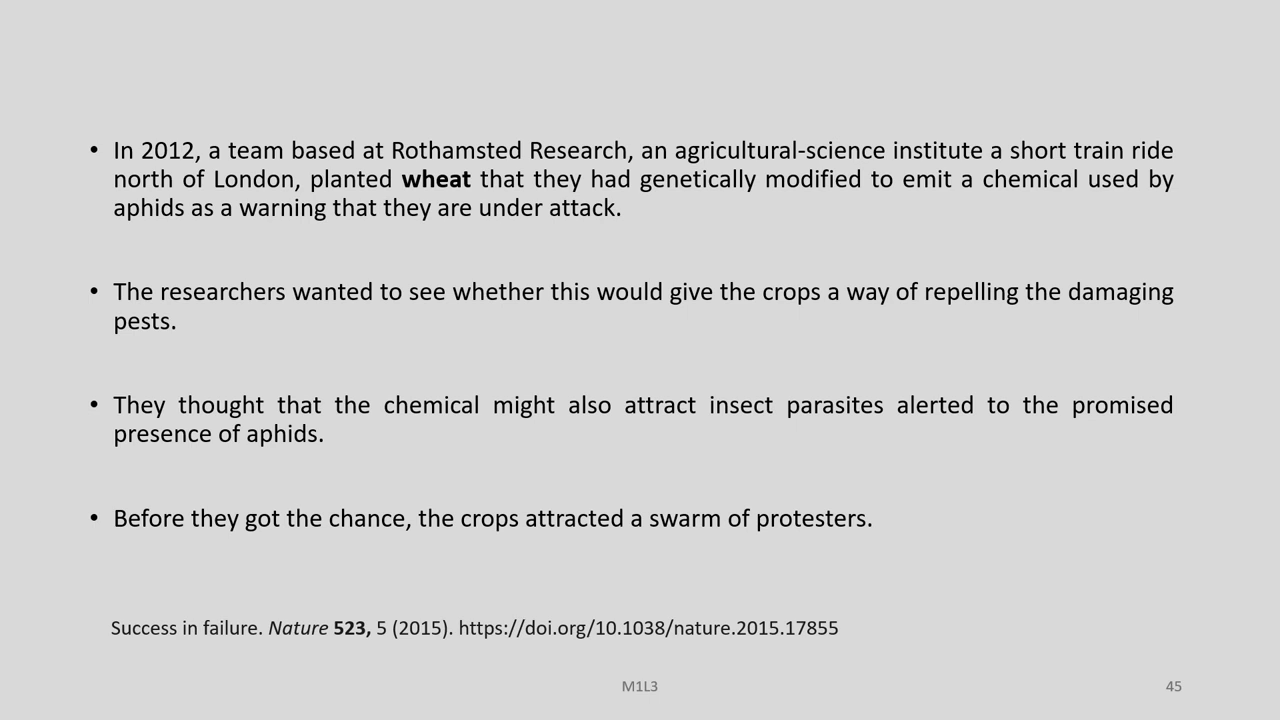 • In 2012, a team based at Rothamsted Research, an agricultural-science institute a short train ride
north of London, planted wheat that they had genetically modified to emit a chemical used by
aphids as a warning that they are under attack.
• The researchers wanted to see whether this would give the crops a way of repelling the damaging
pests.
• They thought that the chemical might also attract insect parasites alerted to the promised
presence of aphids.
• Before they got the chance, the crops attracted a swarm of protesters.
Success in failure. Nature 523, 5 (2015). https://doi.org/10.1038/nature.2015.17855
M1L3
45